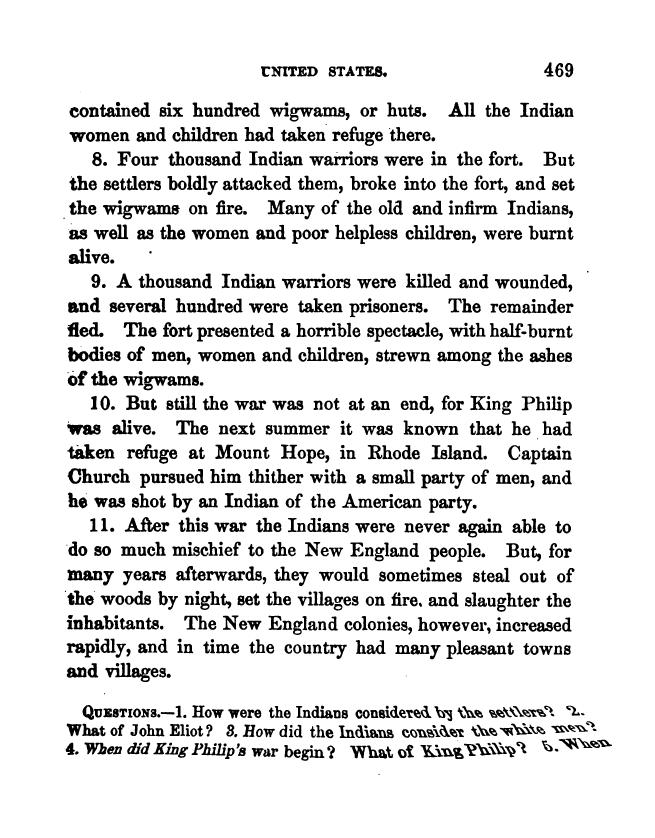 UNITED STATES. 469
contained six hundred wigwams, or huts. All the Indian
women and children had taken refuge there.
8. Four thousand Indian warriors were in the fort. But
the settlers boldly attacked them, broke into the fort, and set
the wigwams on fire. Many of the old and infirm Indians,
as well as the women and poor helpless children, were burnt
alive.
9. A thousand Indian warriors were killed and wounded,
and several hundred were taken prisoners. The remainder
fled. The fort presented a horrible spectacle, with half-burnt
bodies of men, women and children, strewn among the ashes
of the wigwams.
10. But still the war was not at an end, for King Philip
was alive. The next summer it was known that he had
taken refuge at Mount Hope, in Rhode Island. Captain
Church pursued him thither with a small party of men, and
he was shot by an Indian of the American party.
11. After this war the Indians were never again able to
do so much mischief to the New England people. But, for
many years afterwards, they would sometimes steal out of
the woods by night, set the villages on fire, and slaughter the
inhabitants. The New England colonies, however, increased
rapidly, and in time the country had many pleasant towns
and villages.
QUESTIONS.—1. How were the Indians considered by the settlers? 2.
What of John Eliot? 3. How did the Indians consider the white men?
4. When did King Philip's war begin? What of King Philip? 5. When